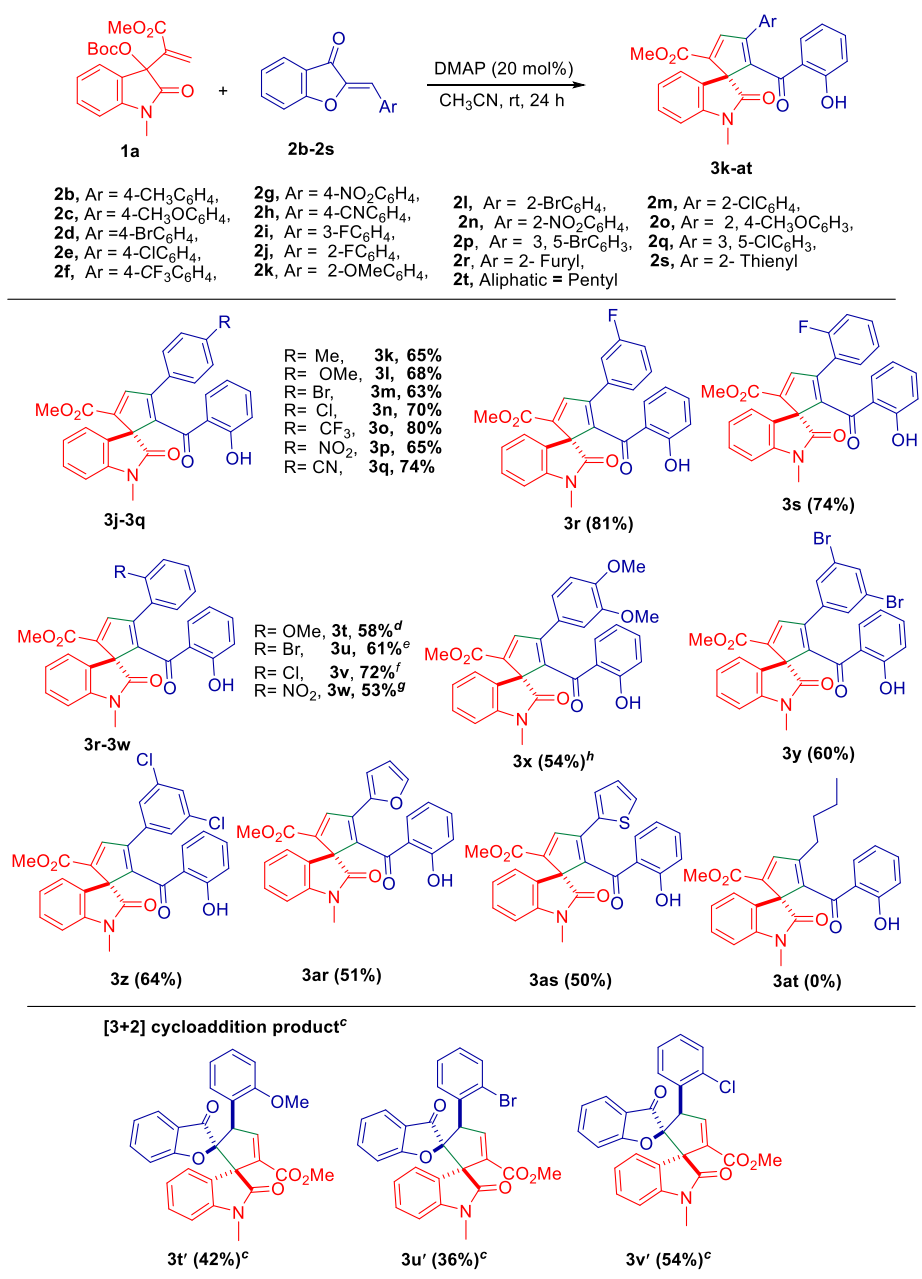 MeO₂C
BocO
O
N
1a
+
O
O
Ar
2b-2s
DMAP (20 mol%)
CH₃CN, rt, 24 h
Ar
MeO₂C
O
O
OH
N
3k-at
2b, Ar = 4-CH₃C₆H₄,
2c, Ar = 4-CH₃OC₆H₄,
2d, Ar =4-BrC₆H₄,
2e, Ar = 4-ClC₆H₄,
2f, Ar = 4-CF₃C₆H₄,
2g, Ar = 4-NO₂C₆H₄,
2h, Ar = 4-CNC₆H₄,
2i, Ar = 3-FC₆H₄,
2j, Ar = 2-FC₆H₄,
2k, Ar = 2-OMeC₆H₄,
2l, Ar = 2-BrC₆H₄,
2n, Ar = 2-NO₂C₆H₄,
2p, Ar = 3, 5-BrC₆H₃,
2r, Ar = 2- Furyl,
2t, Aliphatic = Pentyl
2m, Ar = 2-ClC₆H₄,
2o, Ar = 2, 4-CH₃OC₆H₃,
2q, Ar = 3, 5-ClC₆H₃,
2s, Ar = 2- Thienyl
R
MeO₂C
O
O
OH
N
3j-3q
R= Me, 3k, 65%
R= OMe, 3l, 68%
R= Br, 3m, 63%
R= Cl, 3n, 70%
R= CF₃, 3o, 80%
R= NO₂, 3p, 65%
R= CN, 3q, 74%
F
MeO₂C
O
O
OH
N
3r (81%)
F
MeO₂C
O
O
OH
N
3s (74%)
R
MeO₂C
O
O
OH
N
3r-3w
R= OMe, 3t, 58%ᵈ
R= Br, 3u, 61%ᵉ
R= Cl, 3v, 72%ᶠ
R= NO₂, 3w, 53%ᵍ
OMe
OMe
MeO₂C
O
O
OH
N
3x (54%)ʰ
Br
Br
MeO₂C
O
O
OH
N
3y (60%)
Cl
Cl
MeO₂C
O
O
OH
N
3z (64%)
O
MeO₂C
O
O
OH
N
3ar (51%)
S
MeO₂C
O
O
OH
N
3as (50%)
MeO₂C
O
O
OH
N
3at (0%)
[3+2] cycloaddition productᶜ
O
OMe
O
CO₂Me
O
N
3t′ (42%)ᶜ
O
Br
O
CO₂Me
O
N
3u′ (36%)ᶜ
O
Cl
O
CO₂Me
O
N
3v′ (54%)ᶜ